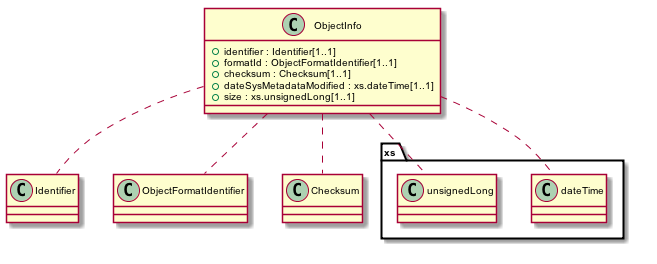 C ObjectInfo
identifier : Identifier[1..1]
formatId : ObjectFormatIdentifier[1..1]
checksum : Checksum[1..1]
dateSysMetadataModified : xs.dateTime[1..1]
size : xs.unsignedLong[1..1]
xs
C Identifier
C ObjectFormatIdentifier
C Checksum
C unsignedLong
C dateTime